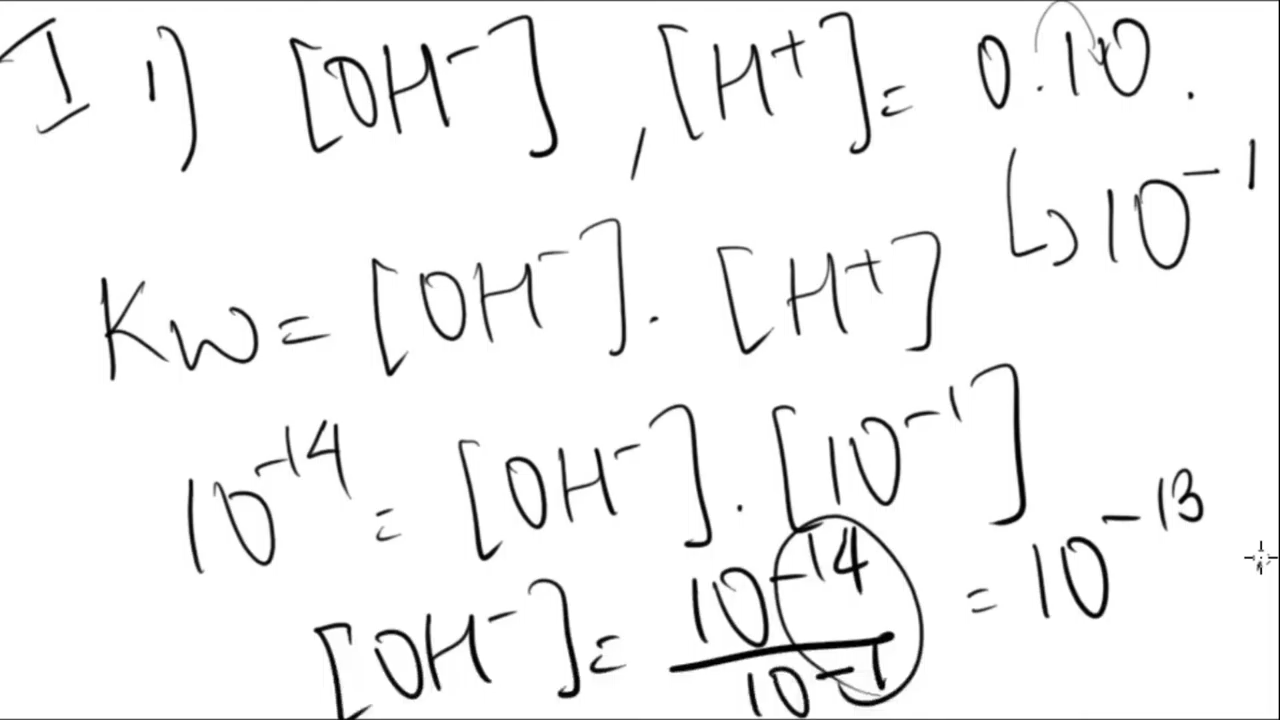 I 1) [OH⁻] , [H⁺] = 0.10.
↳ 10⁻¹
Kw = [OH⁻] . [H⁺]
10⁻¹⁴ = [OH⁻] . [10⁻¹]
[OH⁻] = 10⁻¹⁴ / 10⁻¹ = 10⁻¹³